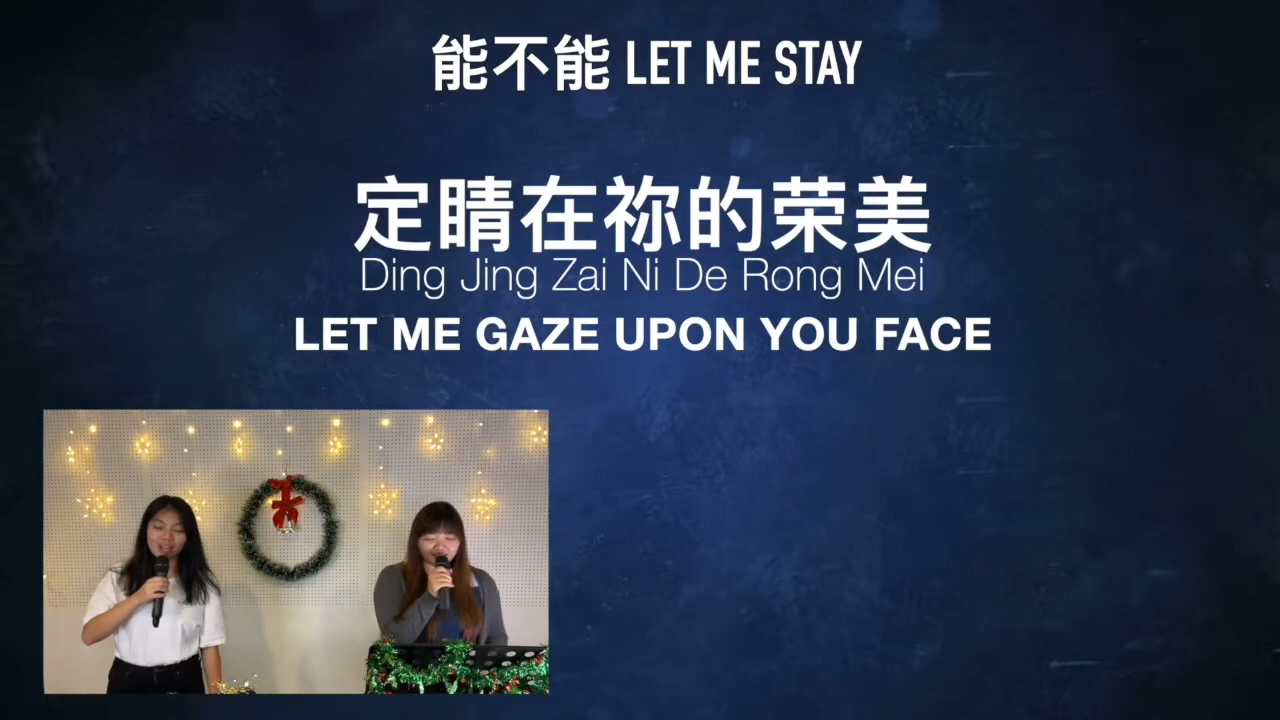 能不能 LET ME STAY
定睛在祢的荣美
Ding Jing Zai Ni De Rong Mei
LET ME GAZE UPON YOU FACE